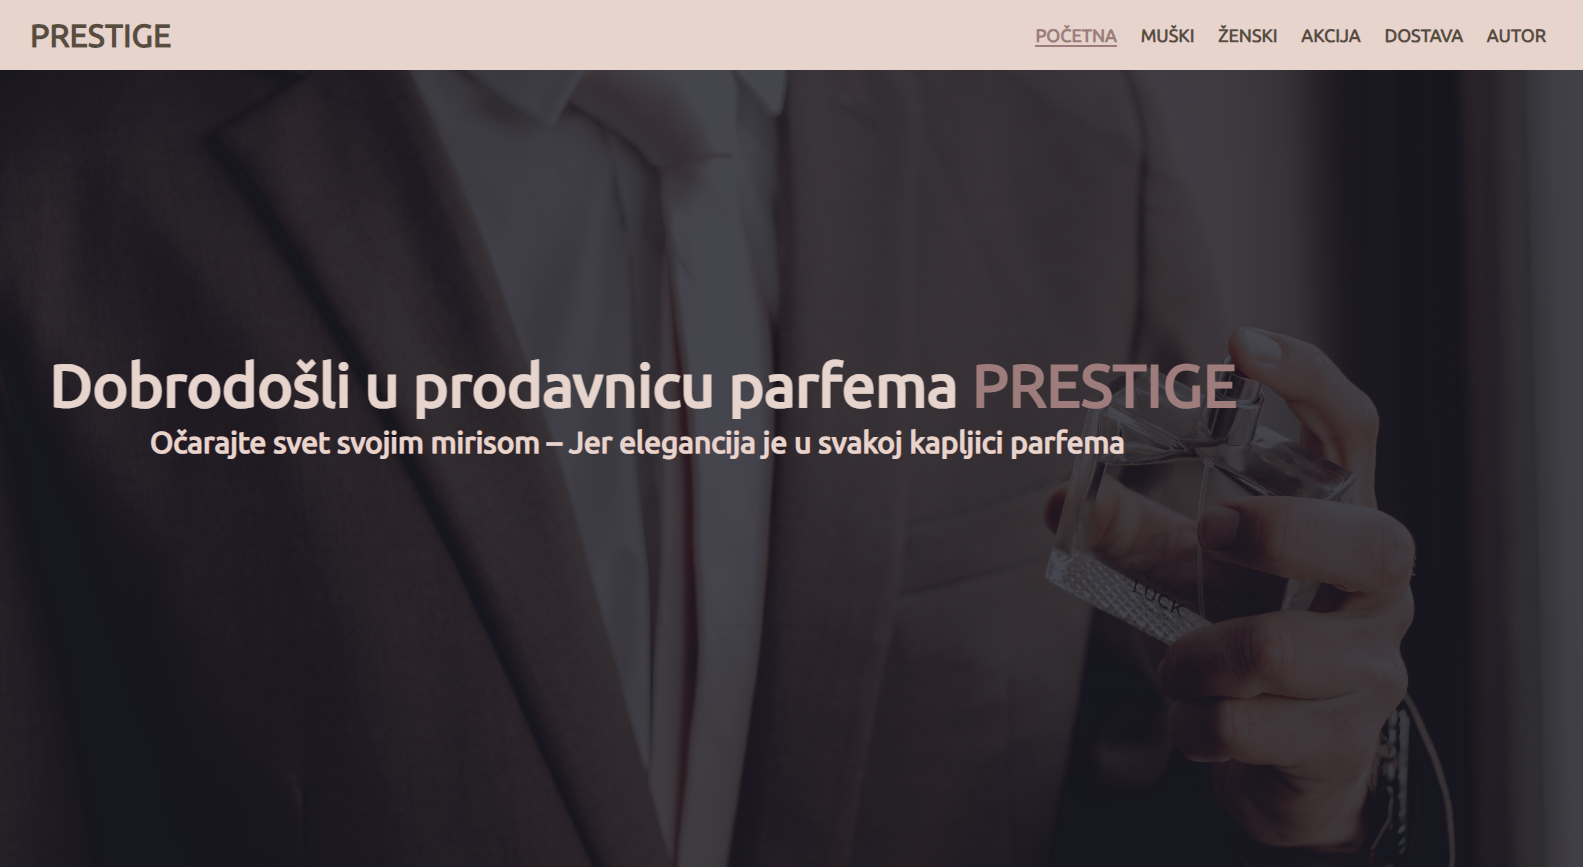 PRESTIGE
POČETNA MUŠKI ŽENSKI AKCIJA DOSTAVA AUTOR
Dobrodošli u prodavnicu parfema PRESTIGE
Očarajte svet svojim mirisom – Jer elegancija je u svakoj kapljici parfema
LUCK